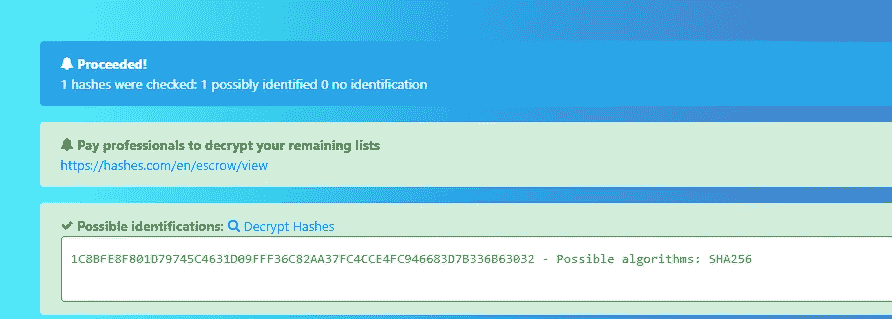 Proceeded!
1 hashes were checked: 1 possibly identified 0 no identification
Pay professionals to decrypt your remaining lists
https://hashes.com/en/escrow/view
Possible identifications: Decrypt Hashes
1C8BFE8F801D79745C4631D09FFF36C82AA37FC4CCE4FC946683D7B336B63032 - Possible algorithms: SHA256